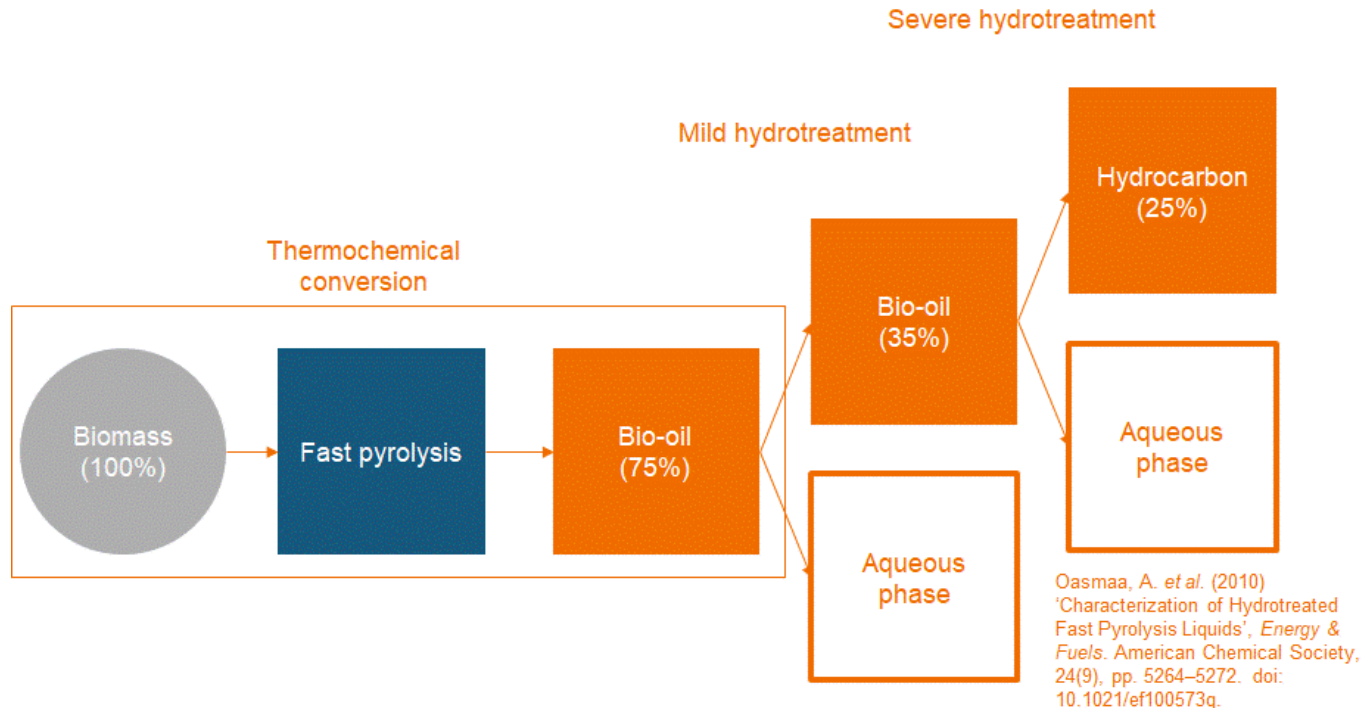 Severe hydrotreatment
Mild hydrotreatment
Hydrocarbon
(25%)
Thermochemical
conversion
Bio-oil
(35%)
Biomass
(100%)
Fast pyrolysis
Bio-oil
(75%)
Aqueous
phase
Aqueous
phase
Oasmaa, A. et al. (2010)
‘Characterization of Hydrotreated
Fast Pyrolysis Liquids’, Energy &
Fuels. American Chemical Society,
24(9), pp. 5264–5272. doi:
10.1021/ef100573q.